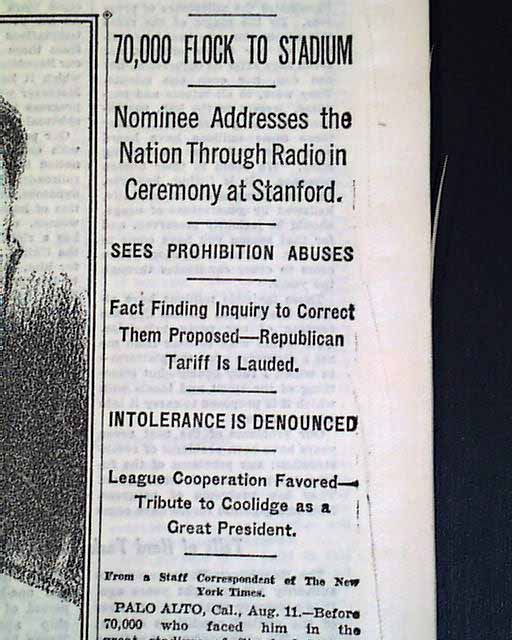 70,000 FLOCK TO STADIUM
Nominee Addresses the
Nation Through Radio in
Ceremony at Stanford.
SEES PROHIBITION ABUSES
Fact Finding Inquiry to Correct
Them Proposed—Republican
Tariff Is Lauded.
INTOLERANCE IS DENOUNCED
League Cooperation Favored—
Tribute to Coolidge as a
Great President.
From a Staff Correspondent of The New
York Times.
PALO ALTO, Cal., Aug. 11.—Before
70,000 who faced him in the
great stadium of